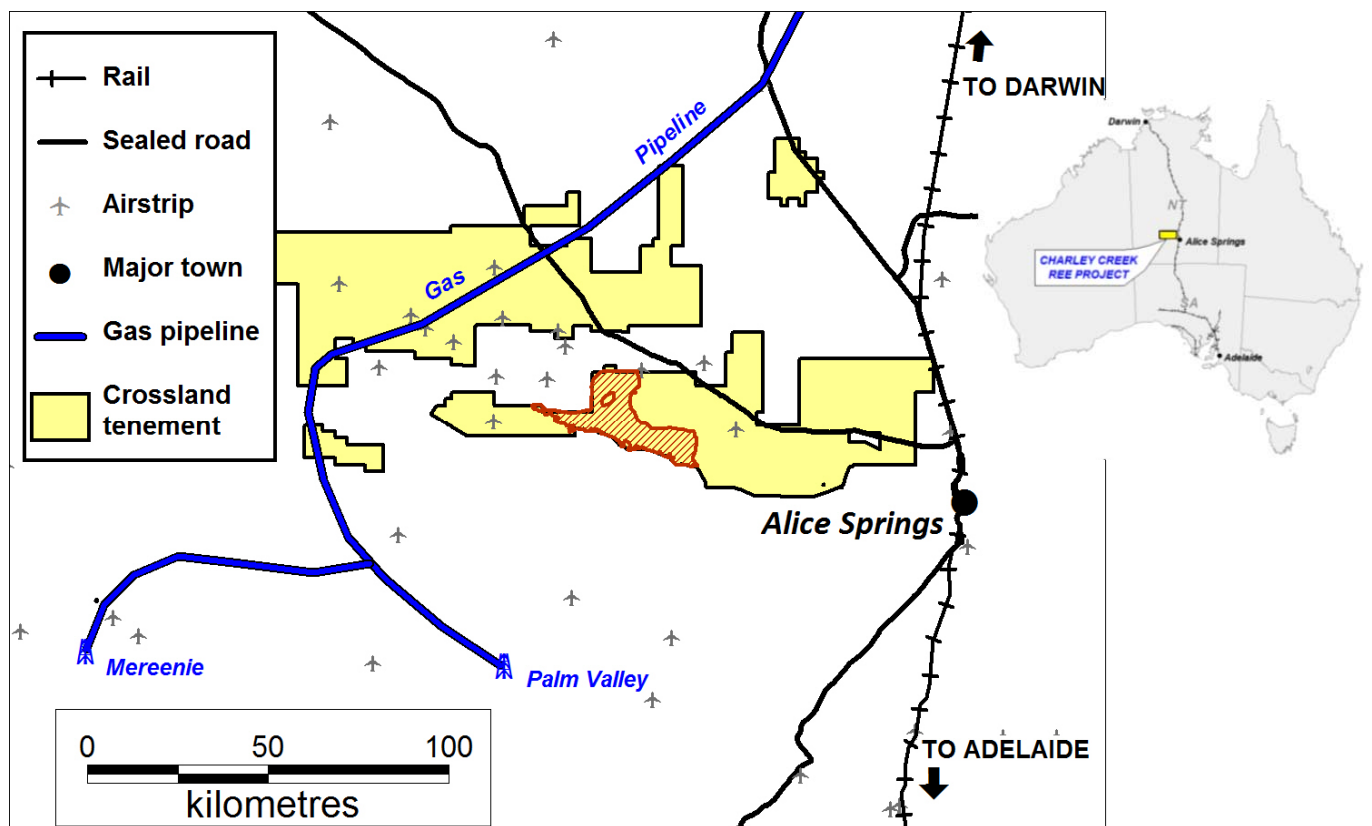 Rail
Sealed road
Airstrip
Major town
Gas pipeline
Crossland
tenement
Gas
Pipeline
TO DARWIN
Alice Springs
Mereenie
Palm Valley
TO ADELAIDE
0 50 100
kilometres
Darwin
NT
Alice Springs
CHARLEY CREEK
REE PROJECT
SA
Adelaide